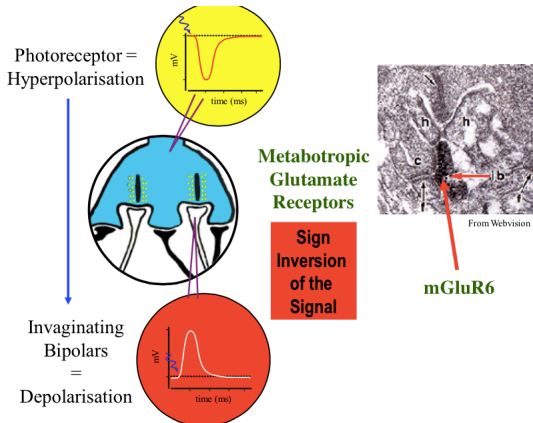 Photoreceptor =
Hyperpolarisation
mV
time (ms)
Metabotropic
Glutamate
Receptors
Sign
Inversion
of the
Signal
h
h
c
b
From Webvision
mGluR6
Invaginating
Bipolars
=
Depolarisation
mV
time (ms)